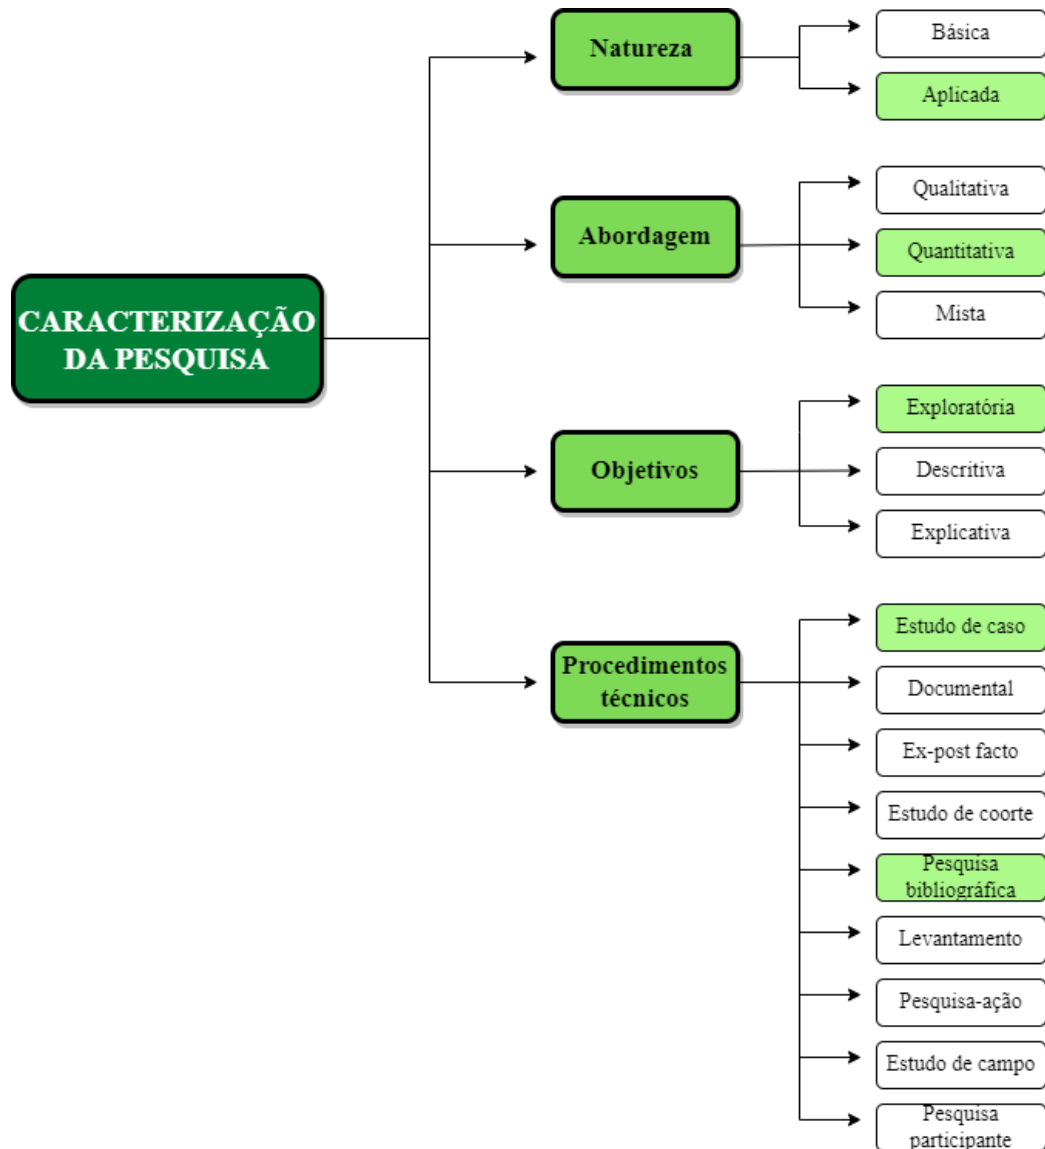 CARACTERIZAÇÃO
DA PESQUISA
Natureza
Básica
Aplicada
Abordagem
Qualitativa
Quantitativa
Mista
Objetivos
Exploratória
Descritiva
Explicativa
Procedimentos
técnicos
Estudo de caso
Documental
Ex-post facto
Estudo de coorte
Pesquisa
bibliográfica
Levantamento
Pesquisa-ação
Estudo de campo
Pesquisa
participante